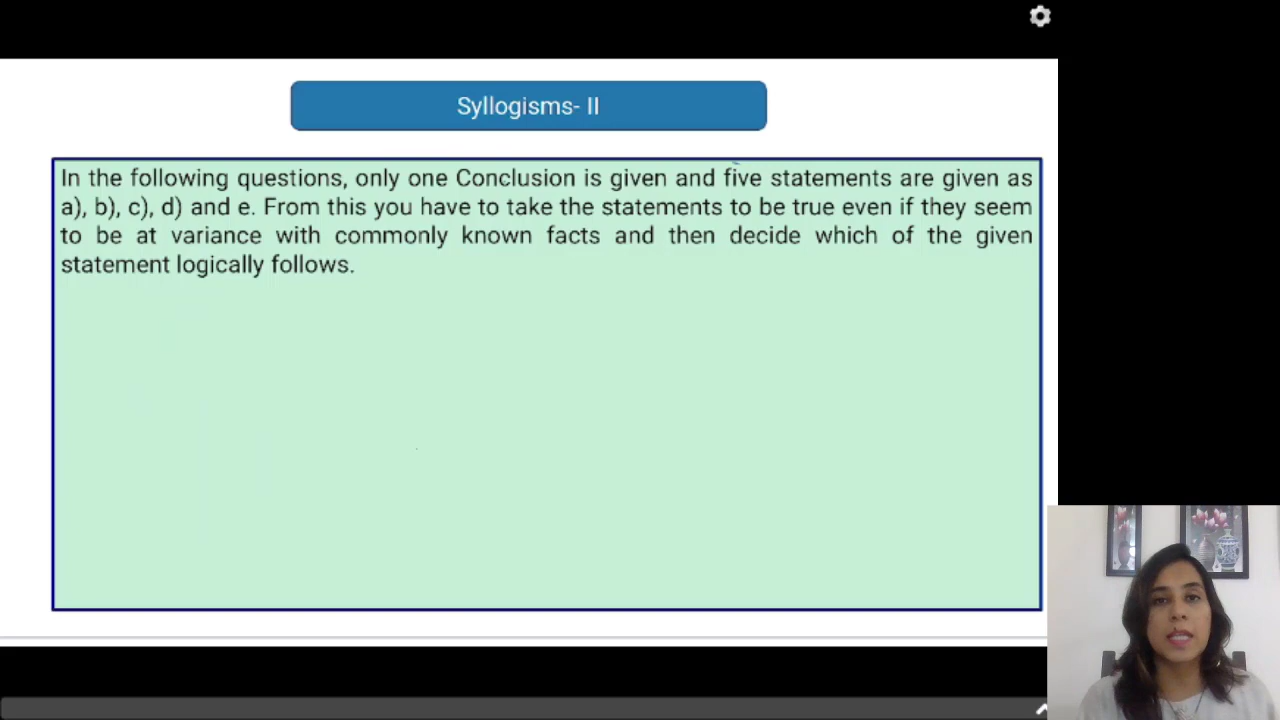 Syllogisms- II
In the following questions, only one Conclusion is given and five statements are given as
a), b), c), d) and e. From this you have to take the statements to be true even if they seem
to be at variance with commonly known facts and then decide which of the given
statement logically follows.